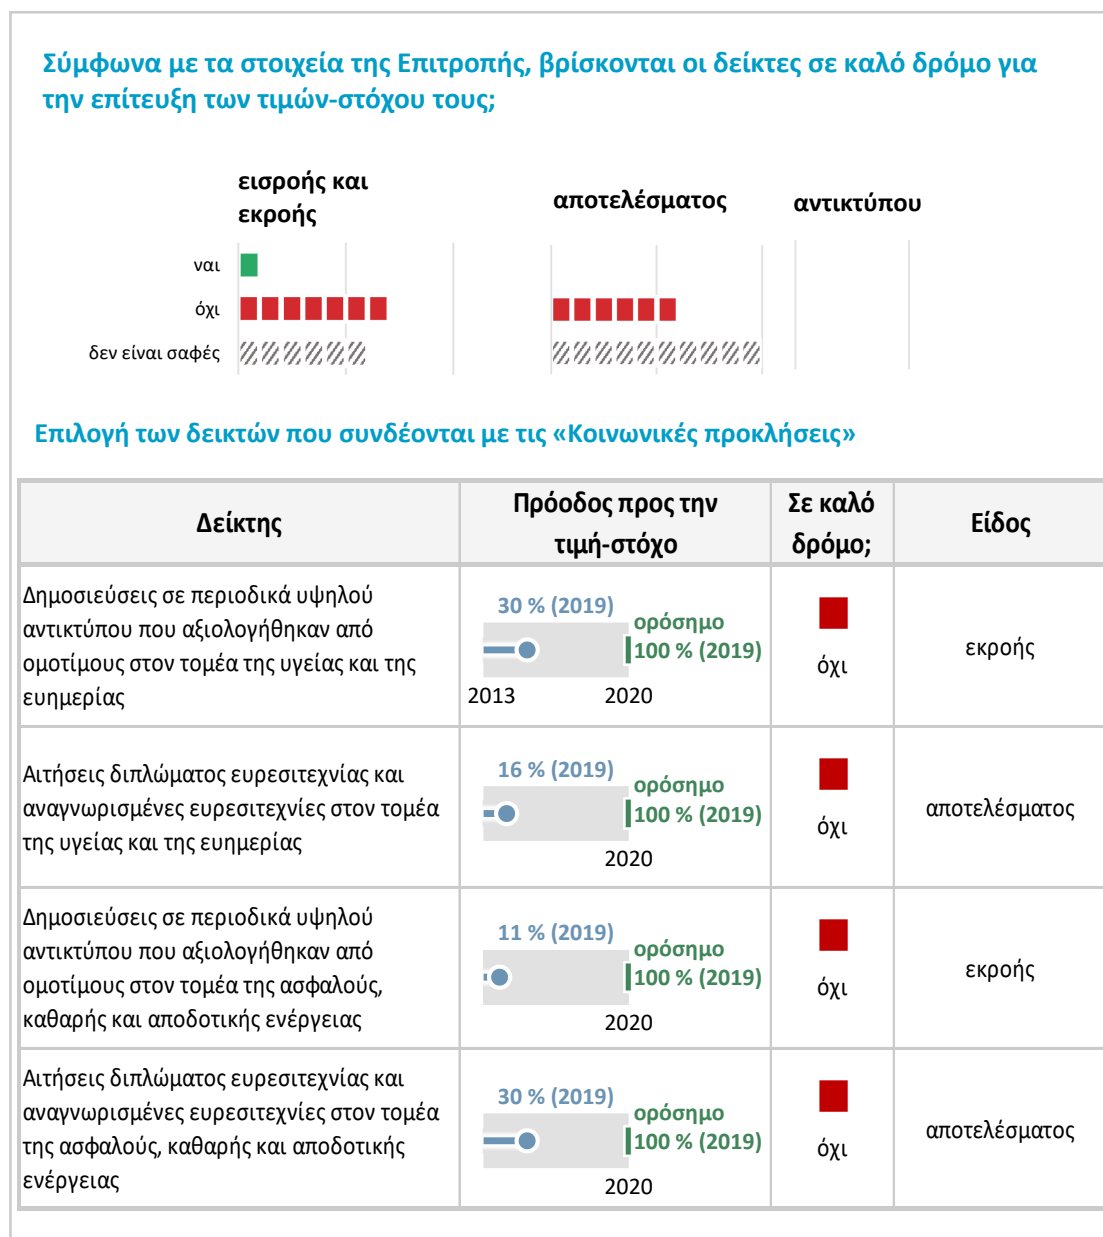 Σύμφωνα με τα στοιχεία της Επιτροπής, βρίσκονται οι δείκτες σε καλό δρόμο για
την επίτευξη των τιμών-στόχου τους;
εισροής και
εκροής
αποτελέσματος
αντικτύπου
ναι
όχι
δεν είναι σαφές
Επιλογή των δεικτών που συνδέονται με τις «Κοινωνικές προκλήσεις»
Δείκτης
Πρόοδος προς την
τιμή-στόχο
Σε καλό
δρόμο;
Είδος
Δημοσιεύσεις σε περιοδικά υψηλού
αντικτύπου που αξιολογήθηκαν από
ομοτίμους στον τομέα της υγείας και της
ευημερίας
30 % (2019)
ορόσημο
100 % (2019)
2013
2020
όχι
εκροής
Αιτήσεις διπλώματος ευρεσιτεχνίας και
αναγνωρισμένες ευρεσιτεχνίες στον τομέα
της υγείας και της ευημερίας
16 % (2019)
ορόσημο
100 % (2019)
2020
όχι
αποτελέσματος
Δημοσιεύσεις σε περιοδικά υψηλού
αντικτύπου που αξιολογήθηκαν από
ομοτίμους στον τομέα της ασφαλούς,
καθαρής και αποδοτικής ενέργειας
11 % (2019)
ορόσημο
100 % (2019)
2020
όχι
εκροής
Αιτήσεις διπλώματος ευρεσιτεχνίας και
αναγνωρισμένες ευρεσιτεχνίες στον τομέα
της ασφαλούς, καθαρής και αποδοτικής
ενέργειας
30 % (2019)
ορόσημο
100 % (2019)
2020
όχι
αποτελέσματος